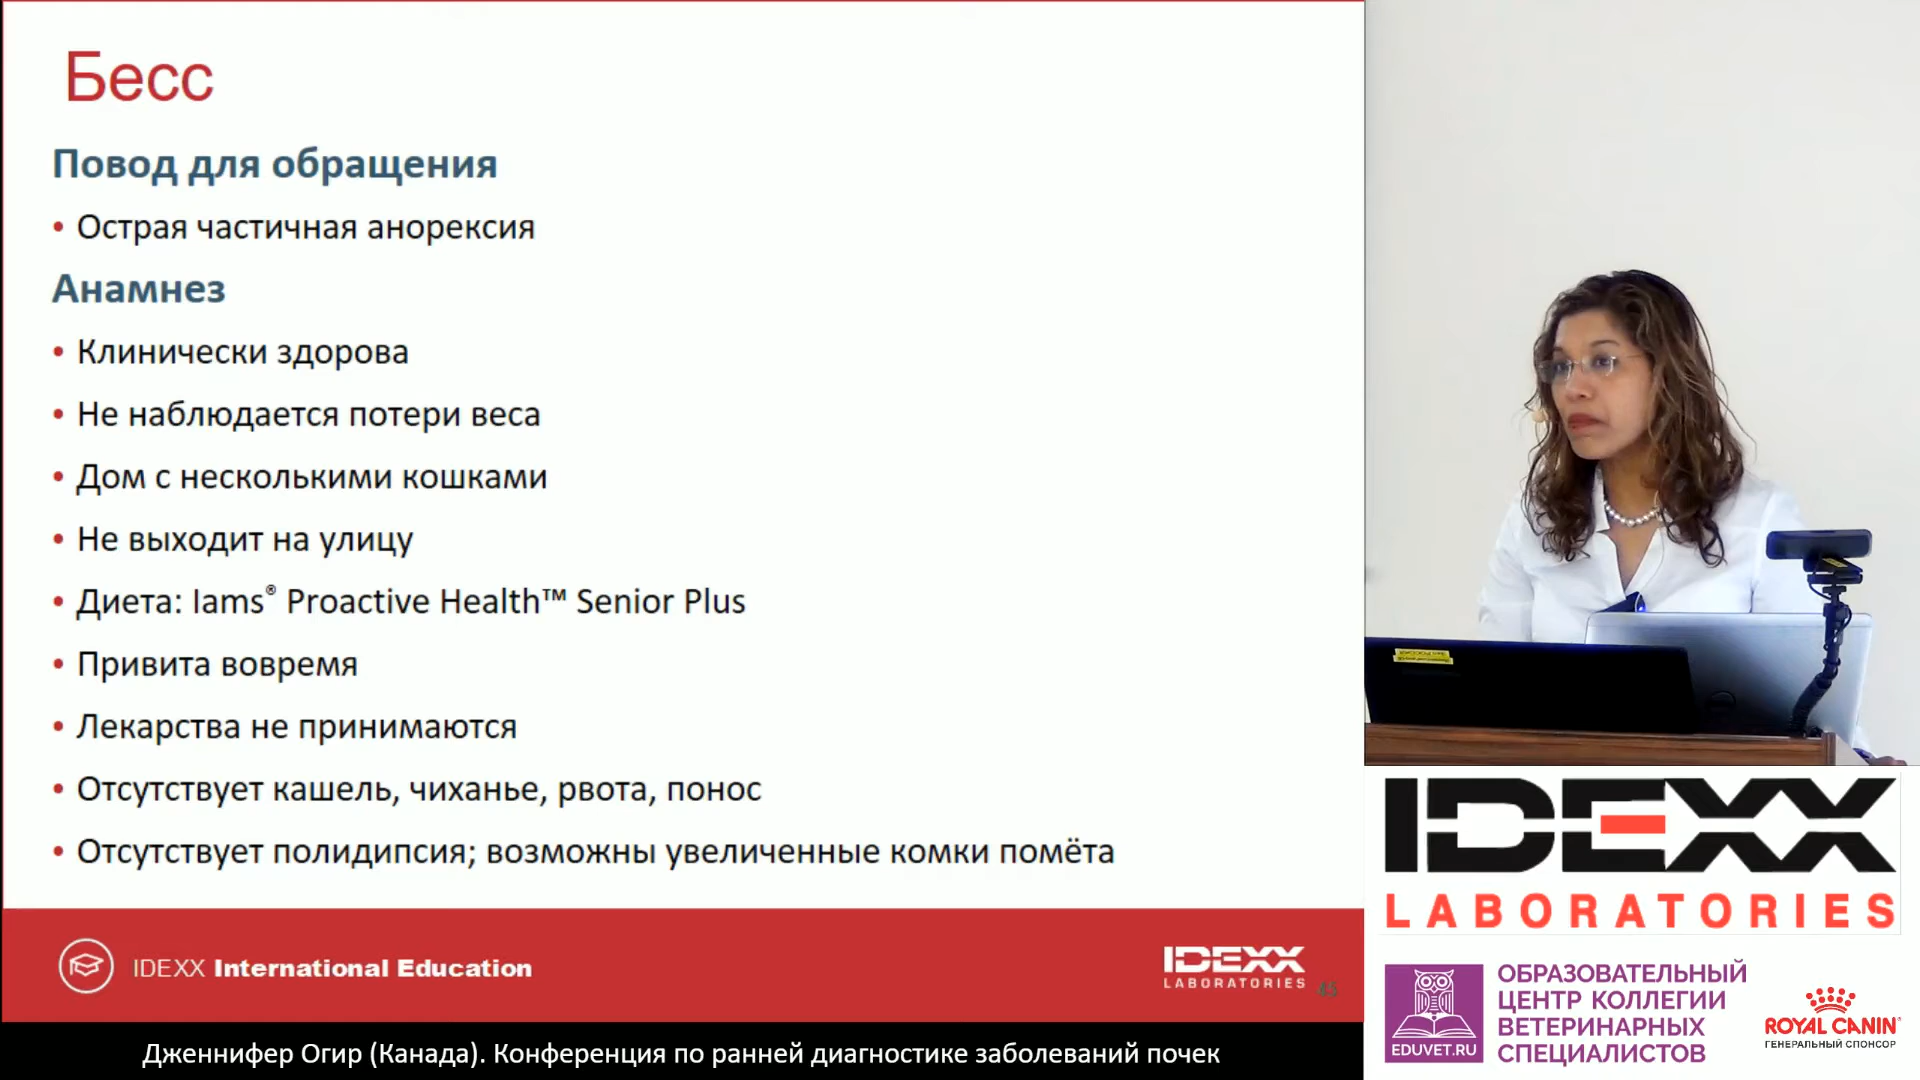 Бесс
Повод для обращения
• Острая частичная анорексия
Анамнез
• Клинически здорова
• Не наблюдается потери веса
• Дом с несколькими кошками
• Не выходит на улицу
• Диета: Iams® Proactive Health™ Senior Plus
• Привита вовремя
• Лекарства не принимаются
• Отсутствует кашель, чиханье, рвота, понос
• Отсутствует полидипсия; возможны увеличенные комки помёта
IDEXX International Education
IDEXX
LABORATORIES
45
Дженнифер Огир (Канада). Конференция по ранней диагностике заболеваний почек
IDEXX
LABORATORIES
EDUVET.RU
ОБРАЗОВАТЕЛЬНЫЙ
ЦЕНТР КОЛЛЕГИИ
ВЕТЕРИНАРНЫХ
СПЕЦИАЛИСТОВ
ROYAL CANIN®
ГЕНЕРАЛЬНЫЙ СПОНСОР